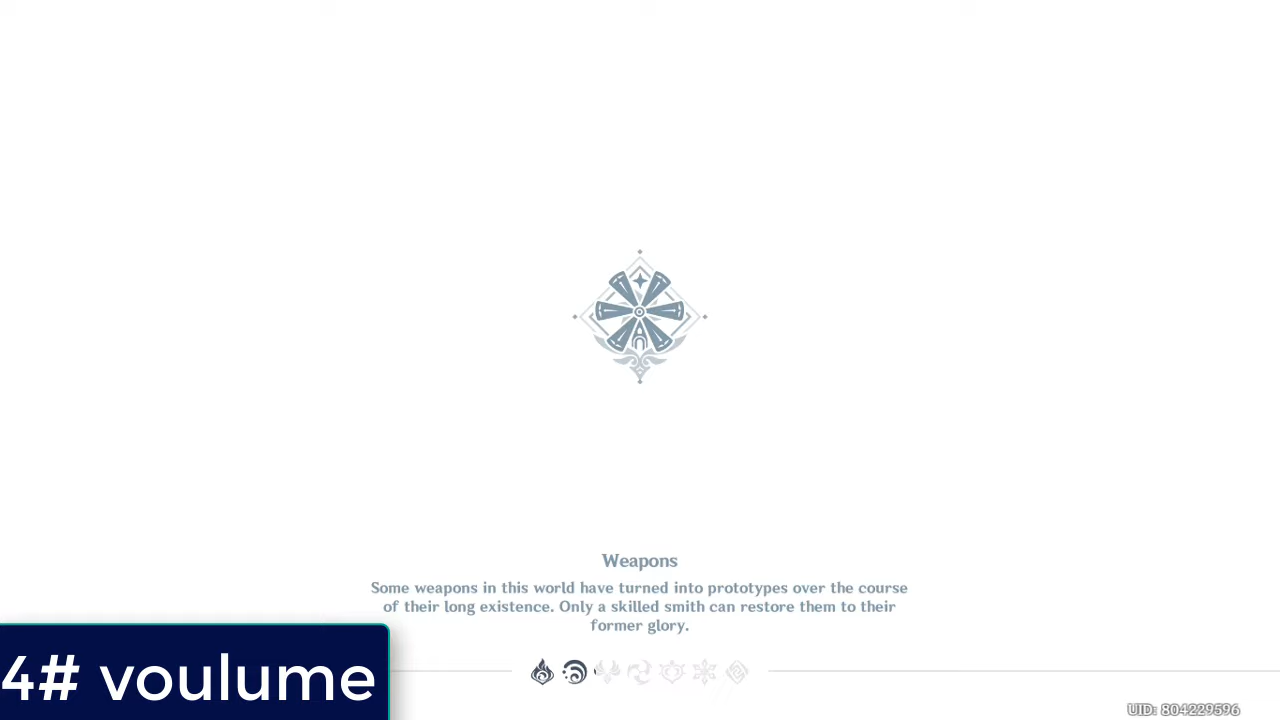 Weapons
Some weapons in this world have turned into prototypes over the course
of their long existence. Only a skilled smith can restore them to their
former glory.
4# voulume
UID: 804229596